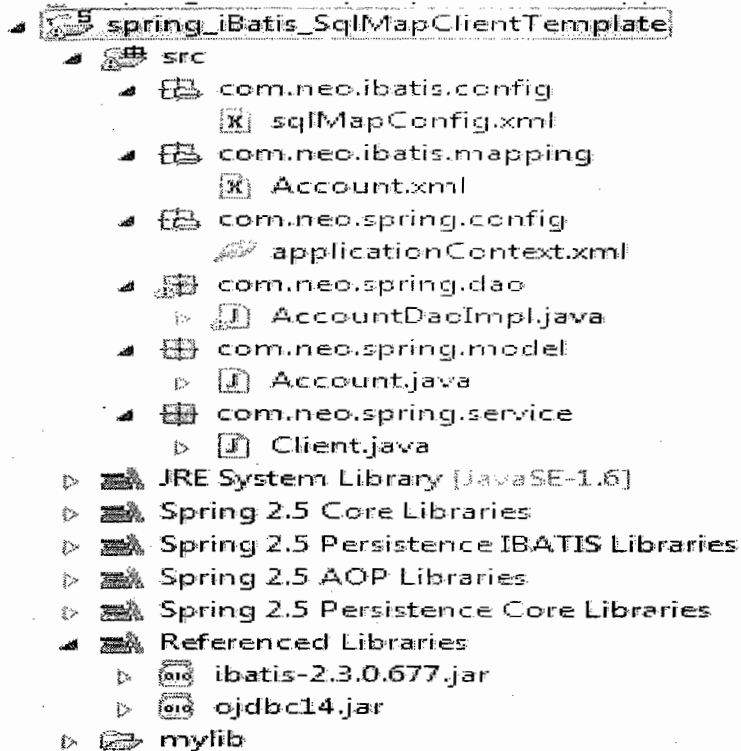 spring_iBatis_SqlMapClientTemplate
src
com.neo.ibatis.config
sqlMapConfig.xml
com.neo.ibatis.mapping
Account.xml
com.neo.spring.config
applicationContext.xml
com.neo.spring.dao
AccountDaoImpl.java
com.neo.spring.model
Account.java
com.neo.spring.service
Client.java
JRE System Library [JavaSE-1.6]
Spring 2.5 Core Libraries
Spring 2.5 Persistence IBATIS Libraries
Spring 2.5 AOP Libraries
Spring 2.5 Persistence Core Libraries
Referenced Libraries
ibatis-2.3.0.677.jar
ojdbc14.jar
mylib